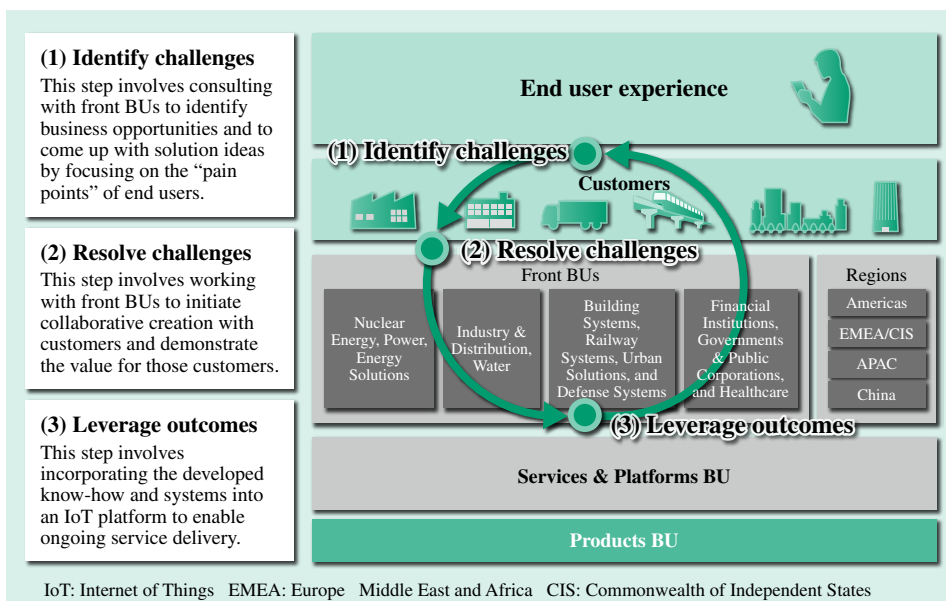 (1) Identify challenges
This step involves consulting
with front BUs to identify
business opportunities and to
come up with solution ideas
by focusing on the “pain
points” of end users.
(2) Resolve challenges
This step involves working
with front BUs to initiate
collaborative creation with
customers and demonstrate
the value for those customers.
(3) Leverage outcomes
This step involves
incorporating the developed
know-how and systems into
an IoT platform to enable
ongoing service delivery.
End user experience
(1) Identify challenges
Customers
(2) Resolve challenges
Front BUs
Nuclear
Energy, Power,
Energy
Solutions
Industry &
Distribution,
Water
Building
Systems,
Railway
Systems, Urban
Solutions, and
Defense Systems
Financial
Institutions,
Governments
& Public
Corporations,
and Healthcare
Regions
Americas
EMEA/CIS
APAC
China
(3) Leverage outcomes
Services & Platforms BU
Products BU
IoT: Internet of Things EMEA: Europe Middle East and Africa CIS: Commonwealth of Independent States